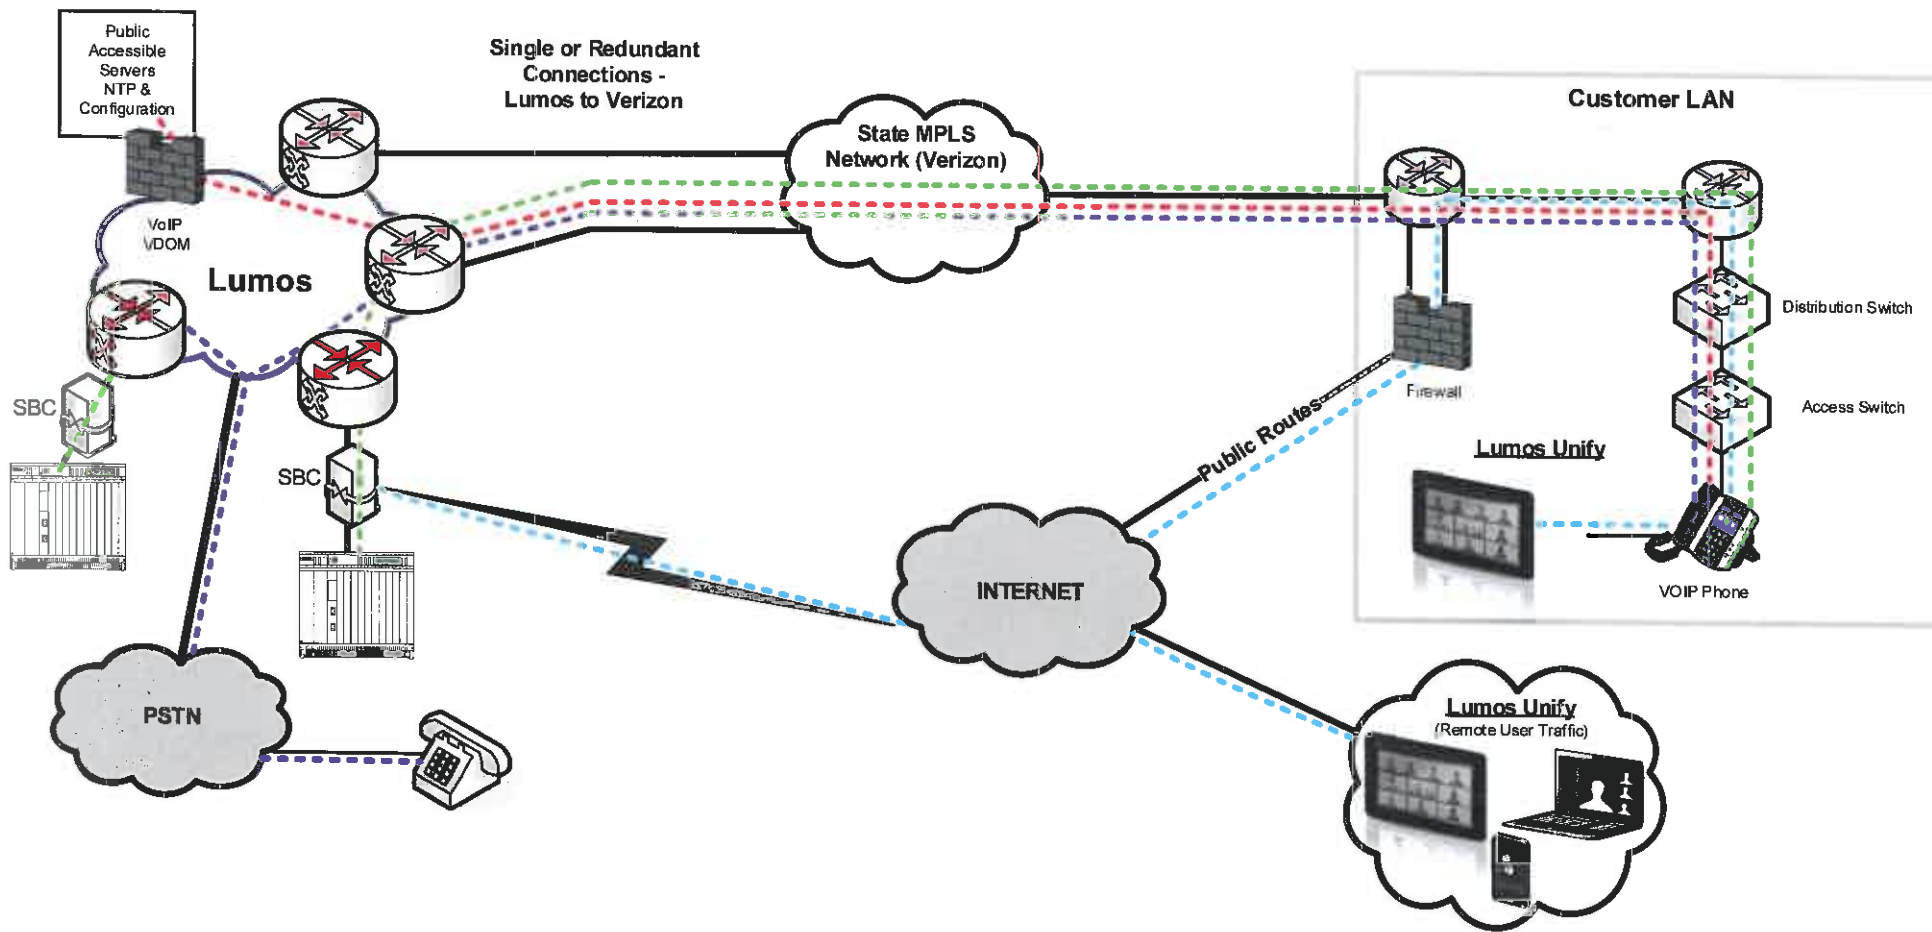 Public
Accessible
Servers
NTP &
Configuration
Single or Redundant
Connections -
Lumos to Verizon
State MPLS
Network (Verizon)
Customer LAN
VoIP
VDOM
Lumos
Distribution Switch
Firewall
Access Switch
SBC
Public Routes
Lumos Unify
SBC
INTERNET
VOIP Phone
PSTN
Lumos Unify
(Remote User Traffic)